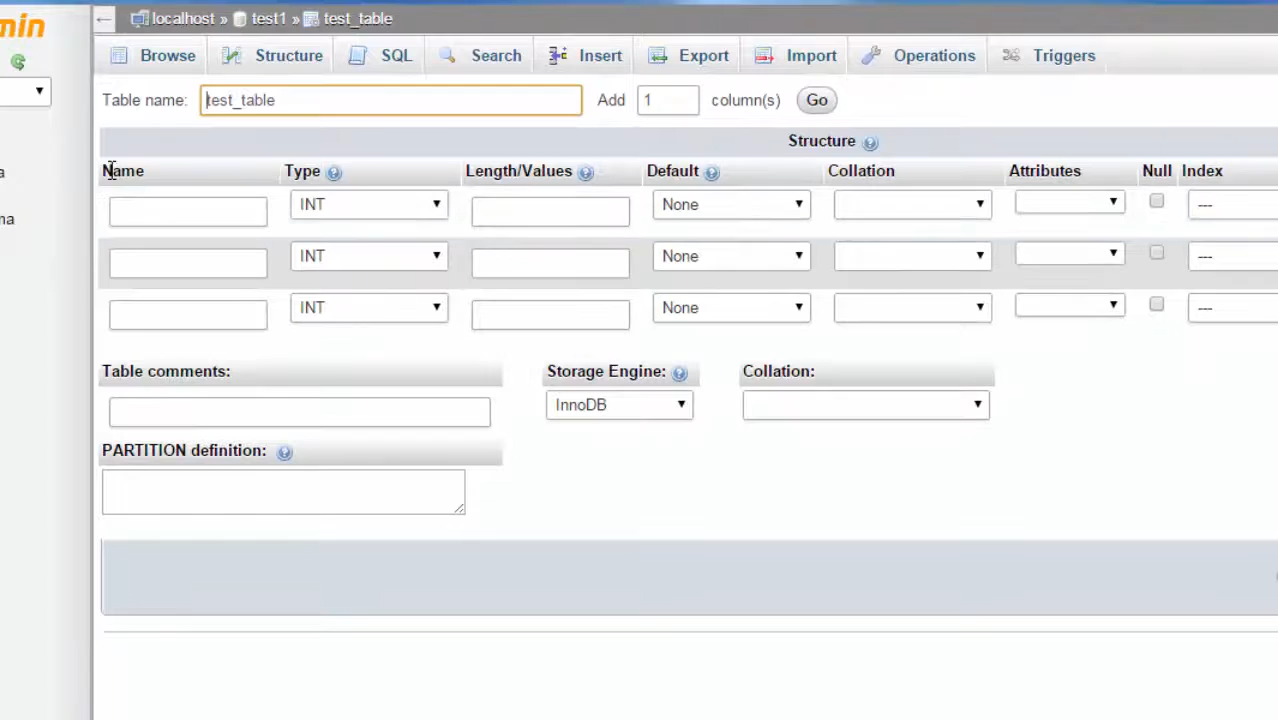 min
localhost » test1 » test_table
Browse Structure SQL Search Insert Export Import Operations Triggers
Table name: test_table Add 1 column(s) Go
Structure
Name Type Length/Values Default Collation Attributes Null Index
INT None ---
INT None ---
INT None ---
Table comments: Storage Engine: Collation:
InnoDB
PARTITION definition:
a
ma